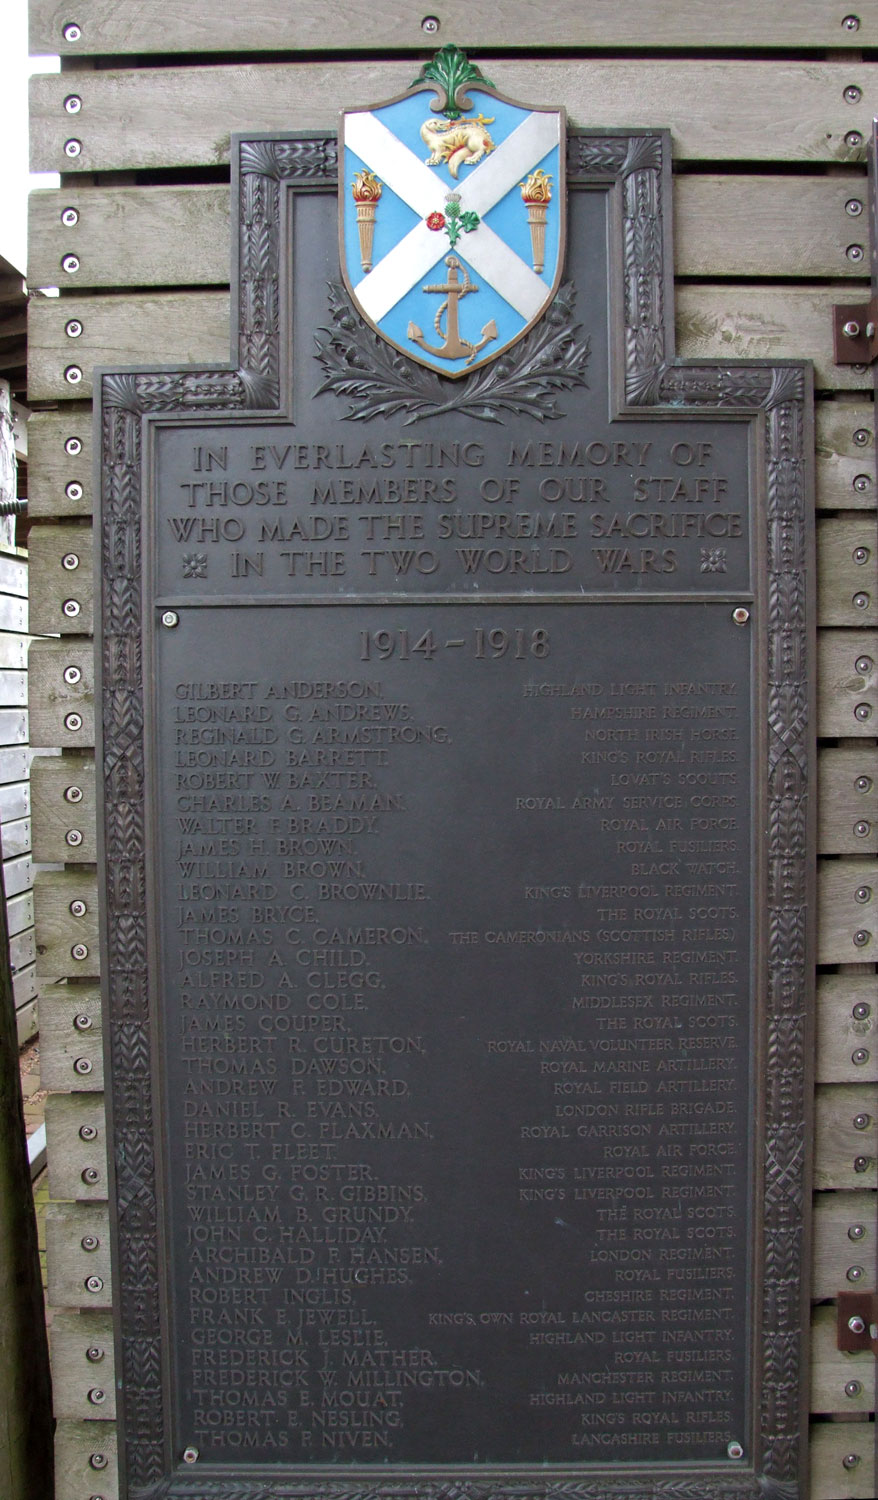 IN EVERLASTING MEMORY OF
THOSE MEMBERS OF OUR STAFF
WHO MADE THE SUPREME SACRIFICE
IN THE TWO WORLD WARS
1914-1918
GILBERT ANDERSON. HIGHLAND LIGHT INFANTRY.
LEONARD G. ANDREWS. HAMPSHIRE REGIMENT.
REGINALD G. ARMSTRONG. NORTH IRISH HORSE.
LEONARD BARRETT. KING'S ROYAL RIFLES.
ROBERT W. BAXTER. LOVAT'S SCOUTS.
CHARLES A. BEAMAN. ROYAL ARMY SERVICE CORPS.
WALTER F. BRADDY. ROYAL AIR FORCE.
JAMES H. BROWN. ROYAL FUSILIERS.
WILLIAM BROWN. BLACK WATCH.
LEONARD C. BROWNLIE. KING'S LIVERPOOL REGIMENT.
JAMES BRYCE. THE ROYAL SCOTS.
THOMAS C. CAMERON. THE CAMERONIANS (SCOTTISH RIFLES)
JOSEPH A. CHILD. YORKSHIRE REGIMENT.
ALFRED A. CLEGG. KING'S ROYAL RIFLES.
RAYMOND COLE. MIDDLESEX REGIMENT.
JAMES COUPER. THE ROYAL SCOTS.
HERBERT R. CURETON. ROYAL NAVAL VOLUNTEER RESERVE.
THOMAS DAWSON. ROYAL MARINE ARTILLERY.
ANDREW F. EDWARD. ROYAL FIELD ARTILLERY.
DANIEL R. EVANS. LONDON RIFLE BRIGADE.
HERBERT C. FLAXMAN. ROYAL GARRISON ARTILLERY.
ERIC T. FLEET. ROYAL AIR FORCE.
JAMES G. FOSTER. KING'S LIVERPOOL REGIMENT.
STANLEY G. R. GIBBINS. KING'S LIVERPOOL REGIMENT.
WILLIAM B. GRUNDY. THE ROYAL SCOTS.
JOHN C. HALLIDAY. THE ROYAL SCOTS.
ARCHIBALD F. HANSEN. LONDON REGIMENT.
ANDREW D. HUGHES. ROYAL FUSILIERS.
ROBERT INGLIS. CHESHIRE REGIMENT.
FRANK E. JEWELL. KING'S OWN ROYAL LANCASTER REGIMENT.
GEORGE M. LESLIE. HIGHLAND LIGHT INFANTRY.
FREDERICK J. MATHER. ROYAL FUSILIERS.
FREDERICK W. MILLINGTON. MANCHESTER REGIMENT.
THOMAS E. MOUAT. HIGHLAND LIGHT INFANTRY.
ROBERT E. NESLING. KING'S ROYAL RIFLES.
THOMAS P. NIVEN. LANCASHIRE FUSILIERS.